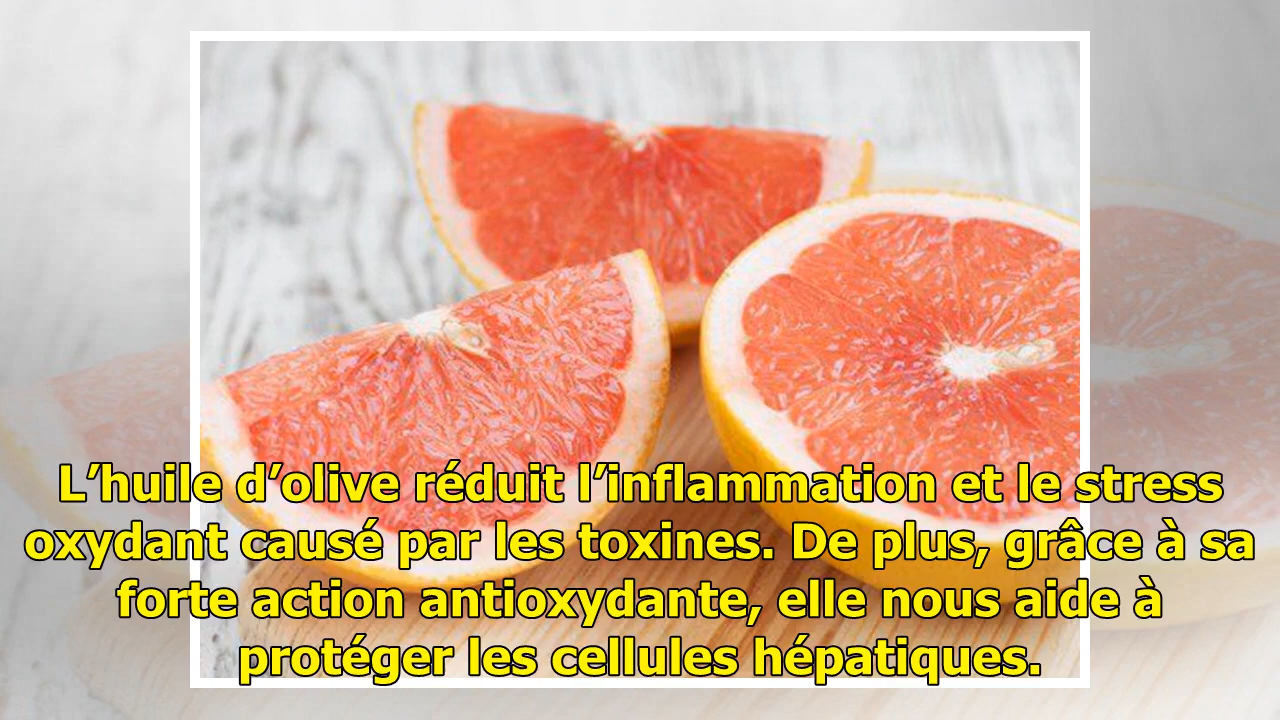 L’huile d’olive réduit l’inflammation et le stress
oxydant causé par les toxines. De plus, grâce à sa
forte action antioxydante, elle nous aide à
protéger les cellules hépatiques.